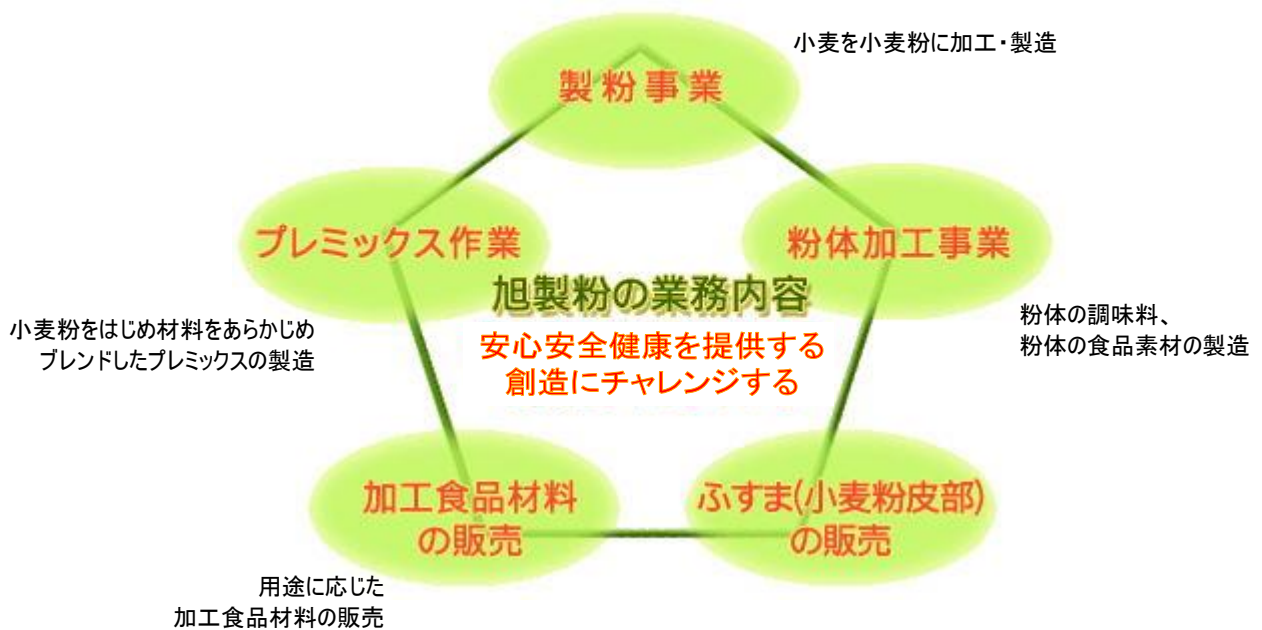 小麦を小麦粉に加工・製造
製粉事業
プレミックス作業
粉体加工事業
旭製粉の業務内容
安心安全健康を提供する
創造にチャレンジする
小麦粉をはじめ材料をあらかじめ
ブレンドしたプレミックスの製造
粉体の調味料、
粉体の食品素材の製造
加工食品材料
の販売
ふすま(小麦粉皮部)
の販売
用途に応じた
加工食品材料の販売